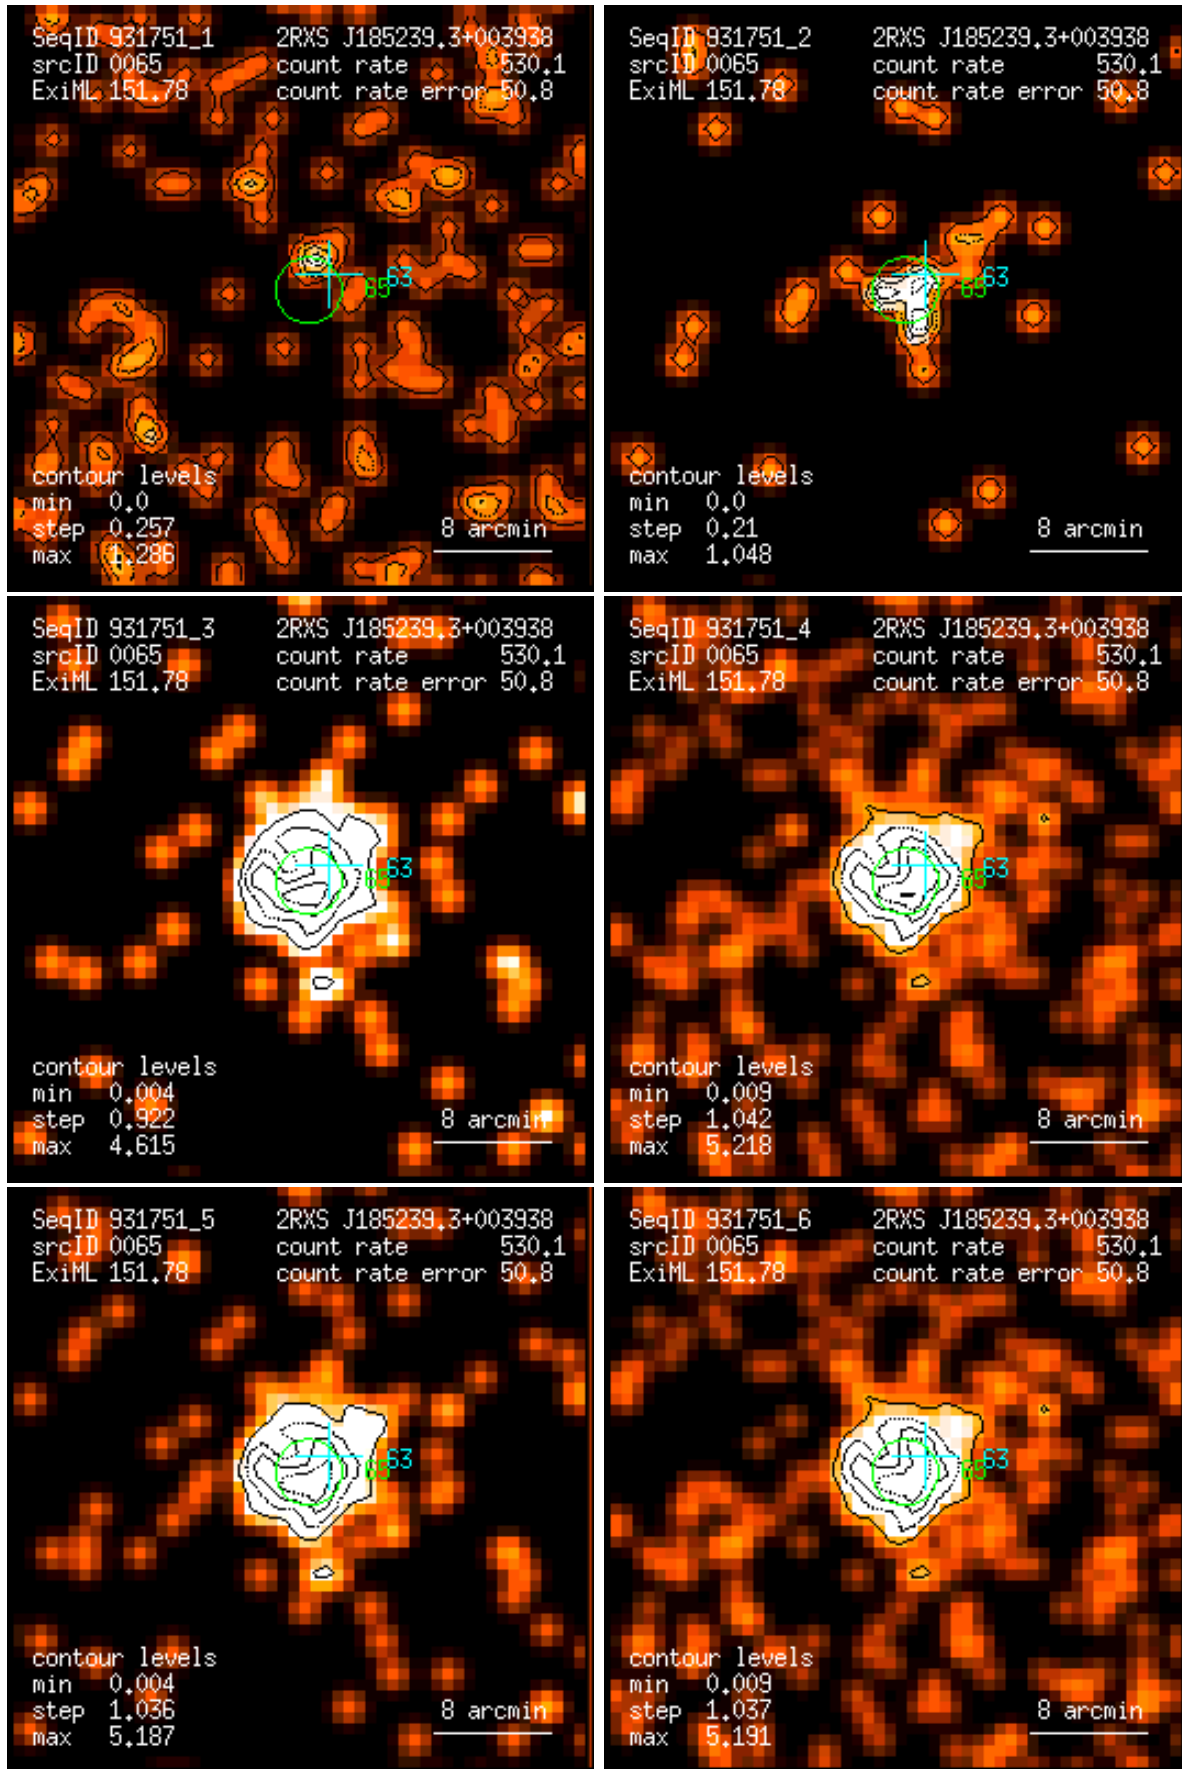 SeqID 931751_1 2RXS J185239.3+003938
srcID 0065 count rate 530.1
ExiML 151.78 count rate error 50.8
65 63
contour levels
min 0.0
step 0.257
max 1.286
8 arcmin
SeqID 931751_2 2RXS J185239.3+003938
srcID 0065 count rate 530.1
ExiML 151.78 count rate error 50.8
65 63
contour levels
min 0.0
step 0.21
max 1.048
8 arcmin
SeqID 931751_3 2RXS J185239.3+003938
srcID 0065 count rate 530.1
ExiML 151.78 count rate error 50.8
65 63
contour levels
min 0.004
step 0.922
max 4.615
8 arcmin
SeqID 931751_4 2RXS J185239.3+003938
srcID 0065 count rate 530.1
ExiML 151.78 count rate error 50.8
65 63
contour levels
min 0.009
step 1.042
max 5.218
8 arcmin
SeqID 931751_5 2RXS J185239.3+003938
srcID 0065 count rate 530.1
ExiML 151.78 count rate error 50.8
65 63
contour levels
min 0.004
step 1.036
max 5.187
8 arcmin
SeqID 931751_6 2RXS J185239.3+003938
srcID 0065 count rate 530.1
ExiML 151.78 count rate error 50.8
65 63
contour levels
min 0.009
step 1.037
max 5.191
8 arcmin